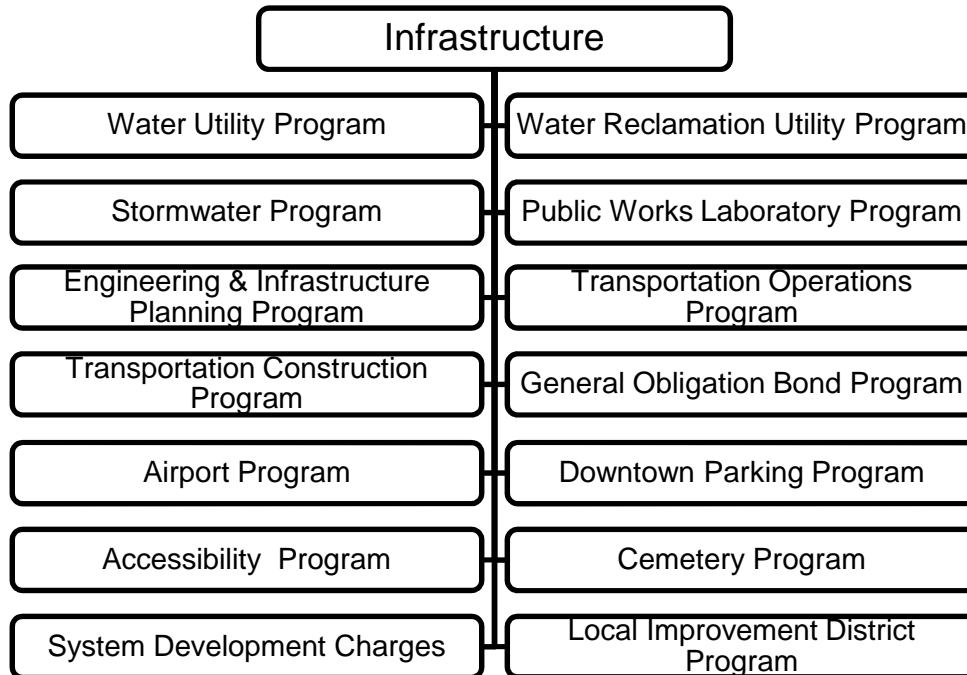 Infrastructure
Water Utility Program
Water Reclamation Utility Program
Stormwater Program
Public Works Laboratory Program
Engineering & Infrastructure
Planning Program
Transportation Operations
Program
Transportation Construction
Program
General Obligation Bond Program
Airport Program
Downtown Parking Program
Accessibility  Program
Cemetery Program
System Development Charges
Local Improvement District
Program